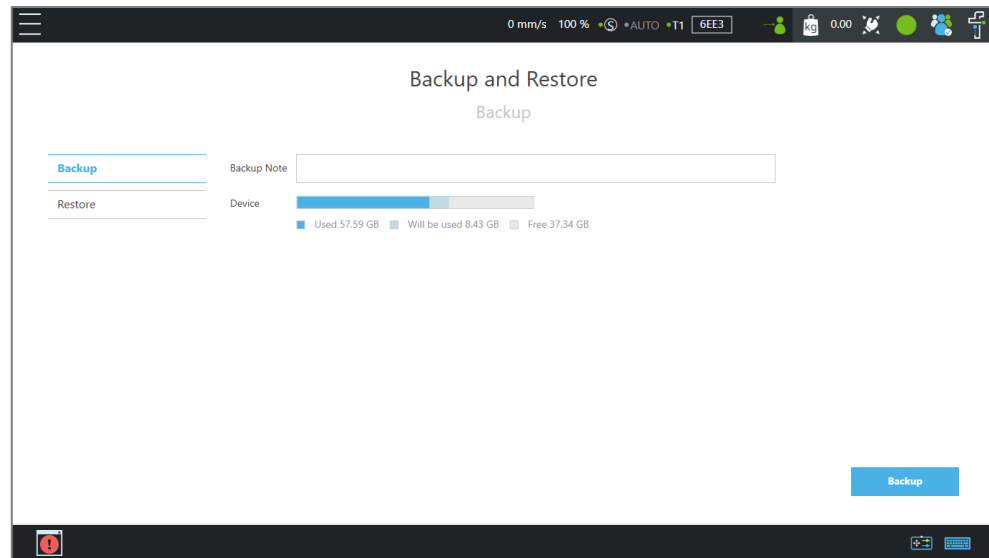 0 mm/s 100 % •Ⓢ •AUTO •T1 6EE3 kg 0.00
Backup and Restore
Backup
Backup
Restore
Backup Note
Device
Used 57.59 GB Will be used 8.43 GB Free 37.34 GB
Backup